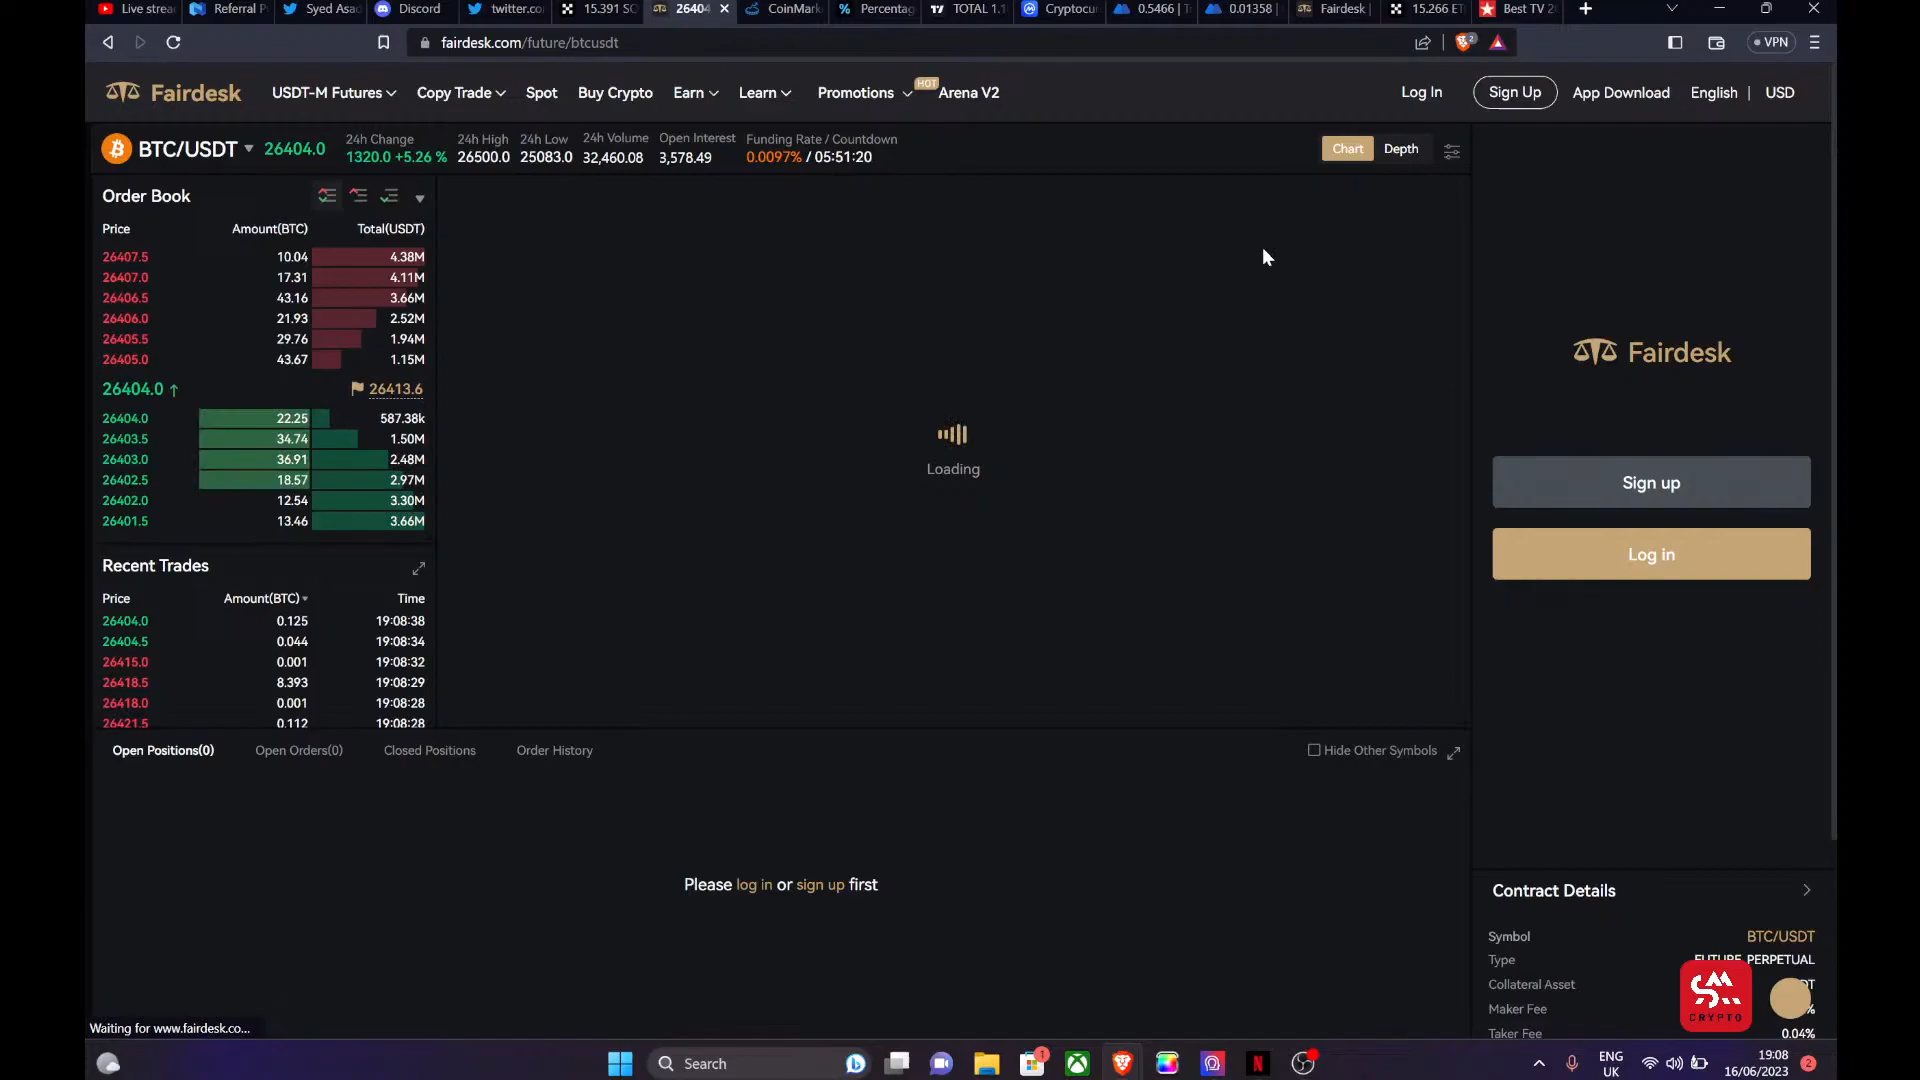 Live strea
Referral P
Syed Asa
Discord
twitter.co
15.391 SO
26404
CoinMark
Percentag
TOTAL 1.1
Cryptocu
0.5466 | T
0.01358 |
Fairdesk |
15.266 ET
Best TV 2
fairdesk.com/future/btcusdt
2
VPN
Fairdesk
USDT-M Futures
Copy Trade
Spot
Buy Crypto
Earn
Learn
Promotions
HOT
Arena V2
Log In
Sign Up
App Download
English | USD
BTC/USDT 26404.0
24h Change
1320.0 +5.26 %
24h High
26500.0
24h Low
25083.0
24h Volume
32,460.08
Open Interest
3,578.49
Funding Rate / Countdown
0.0097% / 05:51:20
Chart
Depth
Order Book
Price Amount(BTC) Total(USDT)
26407.5 10.04 4.38M
26407.0 17.31 4.11M
26406.5 43.16 3.66M
26406.0 21.93 2.52M
26405.5 29.76 1.94M
26405.0 43.67 1.15M
26404.0 ↑ 26413.6
26404.0 22.25 587.38k
26403.5 34.74 1.50M
26403.0 36.91 2.48M
26402.5 18.57 2.97M
26402.0 12.54 3.30M
26401.5 13.46 3.66M
Loading
Fairdesk
Sign up
Log in
Recent Trades
Price Amount(BTC) Time
26404.0 0.125 19:08:38
26404.5 0.044 19:08:34
26415.0 0.001 19:08:32
26418.5 8.393 19:08:29
26418.0 0.001 19:08:28
26421.5 0.112 19:08:28
Open Positions(0)
Open Orders(0)
Closed Positions
Order History
Hide Other Symbols
Please log in or sign up first
Contract Details
Symbol BTC/USDT
Type FUTURE PERPETUAL
Collateral Asset DT
Maker Fee %
Taker Fee 0.04%
CRYPTO
Waiting for www.fairdesk.co...
Search
1
ENG
UK
19:08
16/06/2023
2